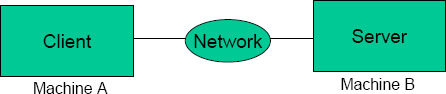 Client
Network
Server
Machine A
Machine B